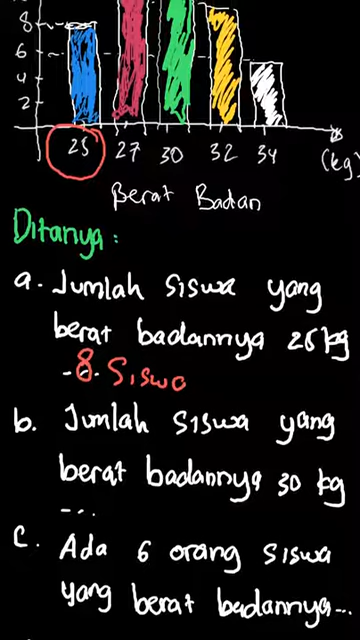 8
6
4
2
25 27 30 32 34 (kg)
Berat Badan
Ditanya :
a. Jumlah siswa yang
berat badannya 26 kg
-8. Siswa
b. Jumlah siswa yang
berat badannya 30 kg
---
c. Ada 6 orang siswa
yang berat badannya...